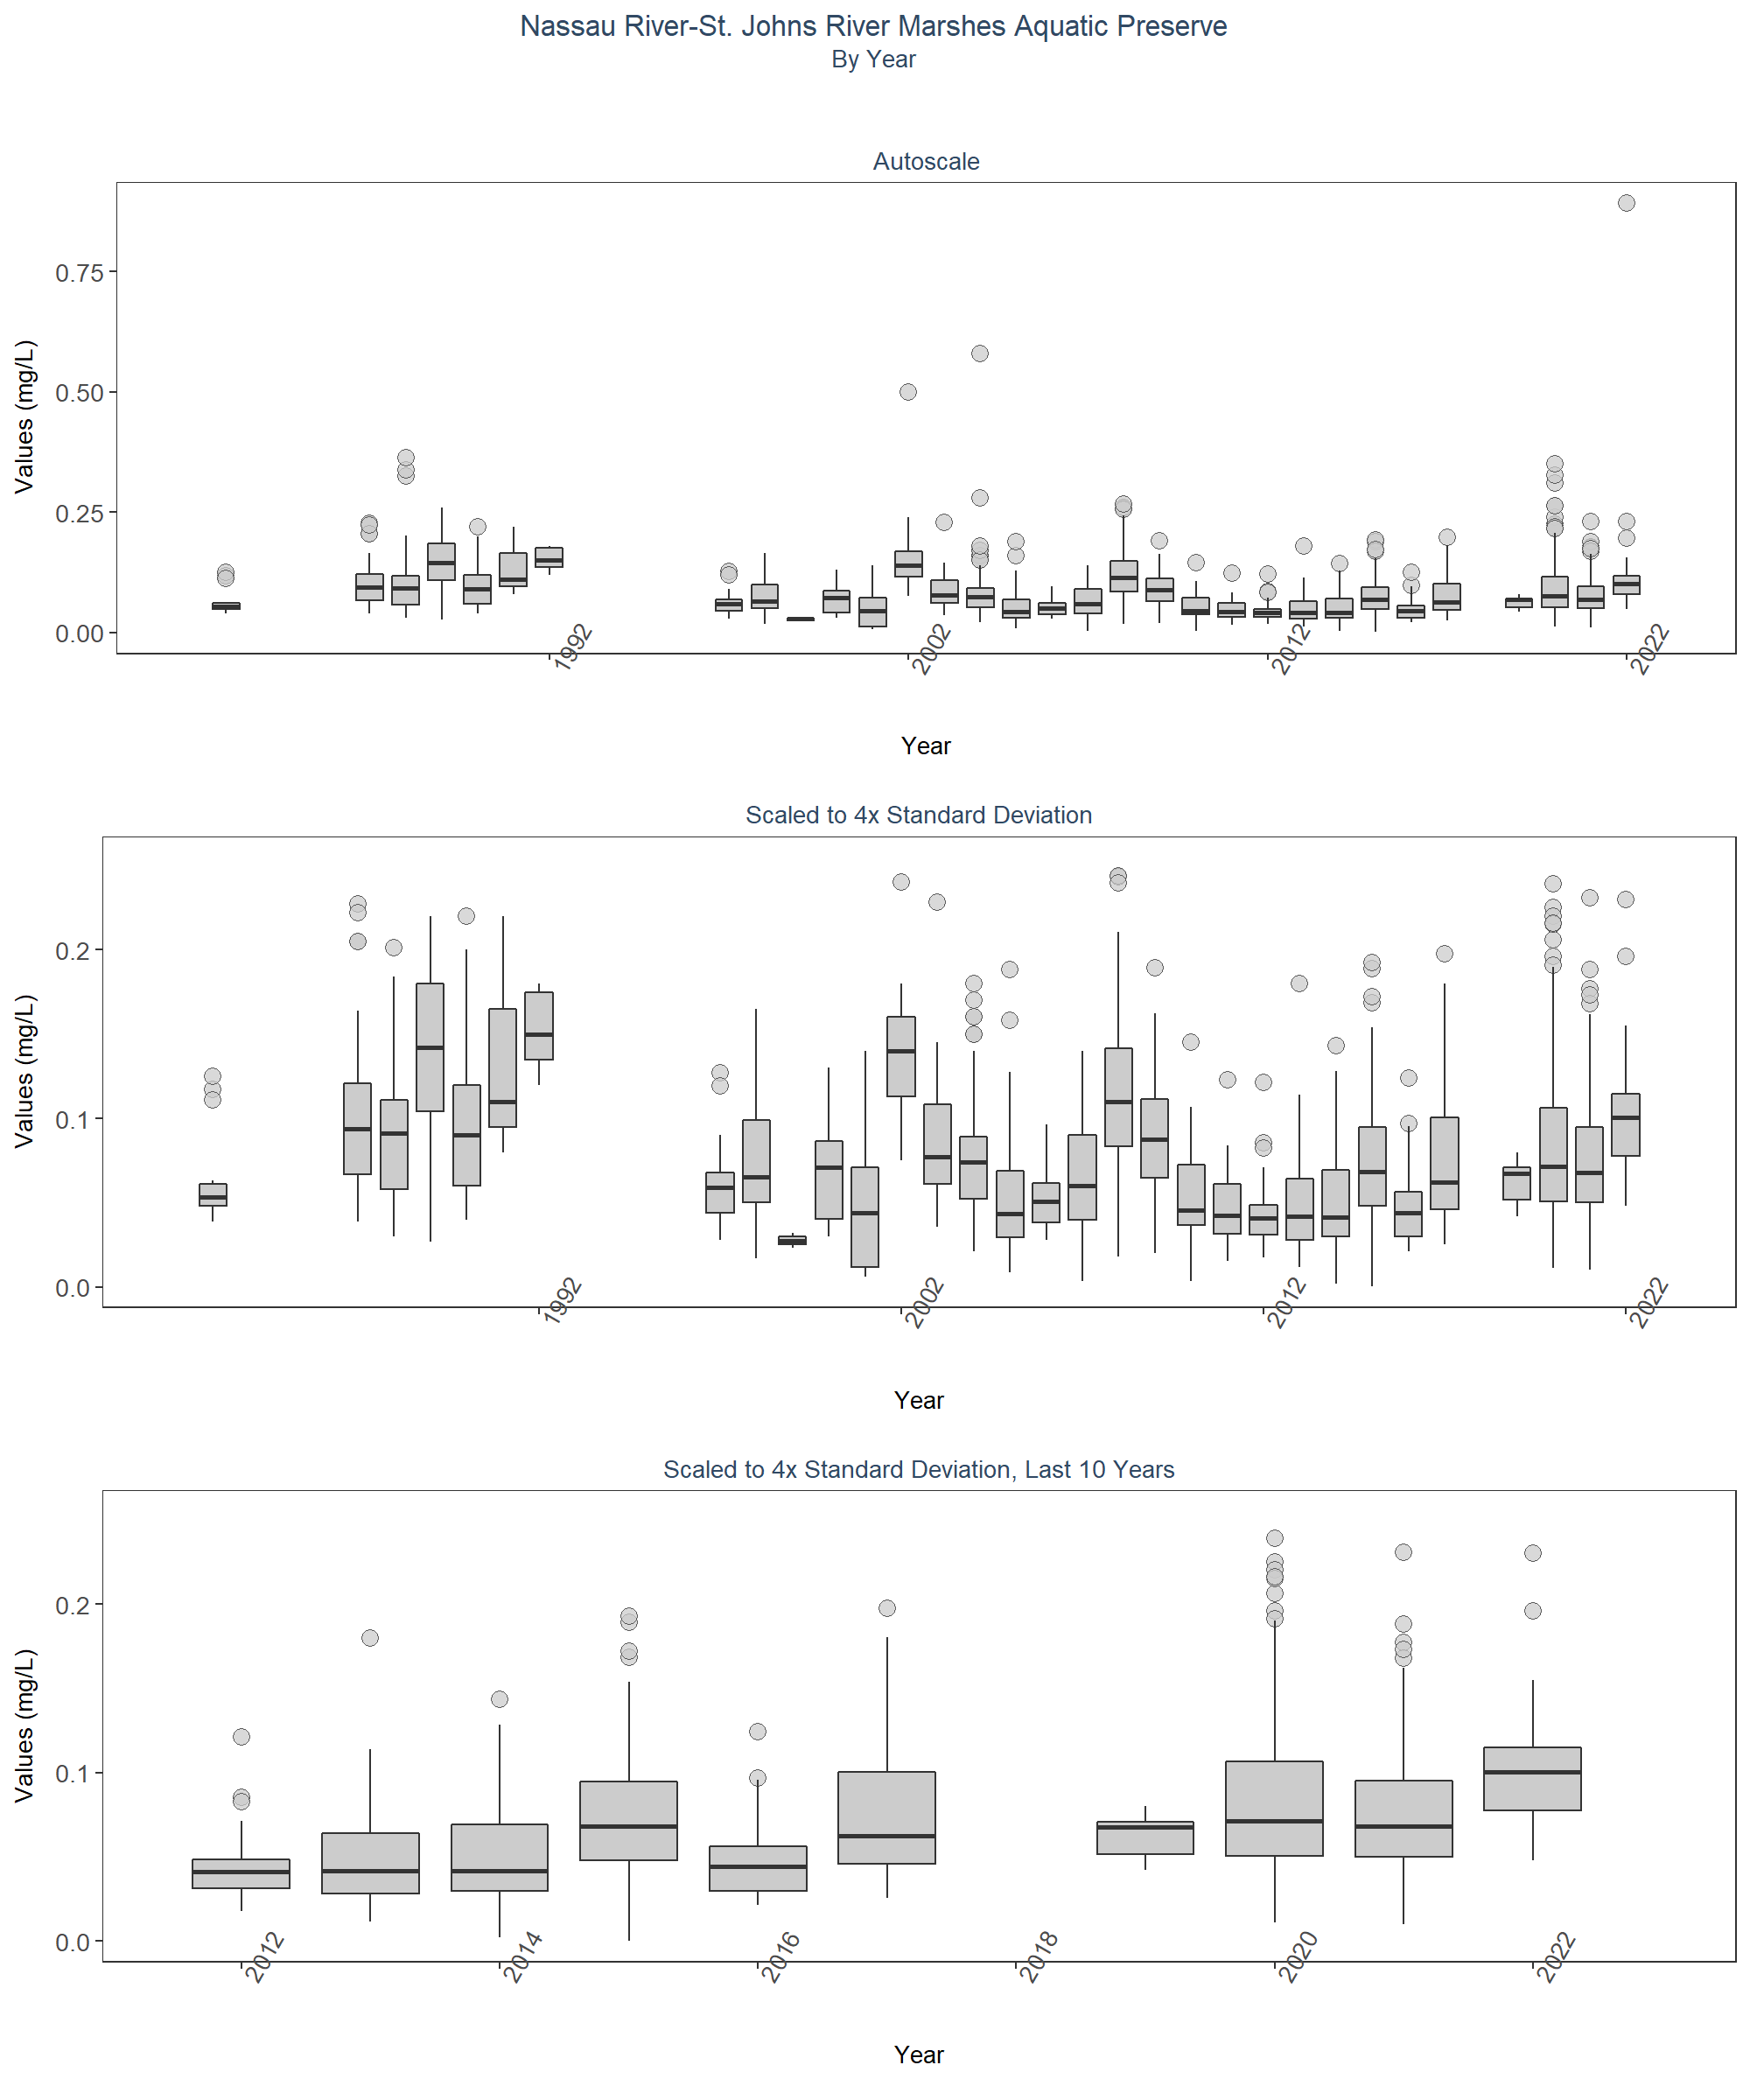 Nassau River-St. Johns River Marshes Aquatic Preserve
By Year
Autoscale
Values (mg/L)
0.75
0.50
0.25
0.00
1992 2002 2012 2022
Year
Scaled to 4x Standard Deviation
Values (mg/L)
0.2
0.1
0.0
1992 2002 2012 2022
Year
Scaled to 4x Standard Deviation, Last 10 Years
Values (mg/L)
0.2
0.1
0.0
2012 2014 2016 2018 2020 2022
Year